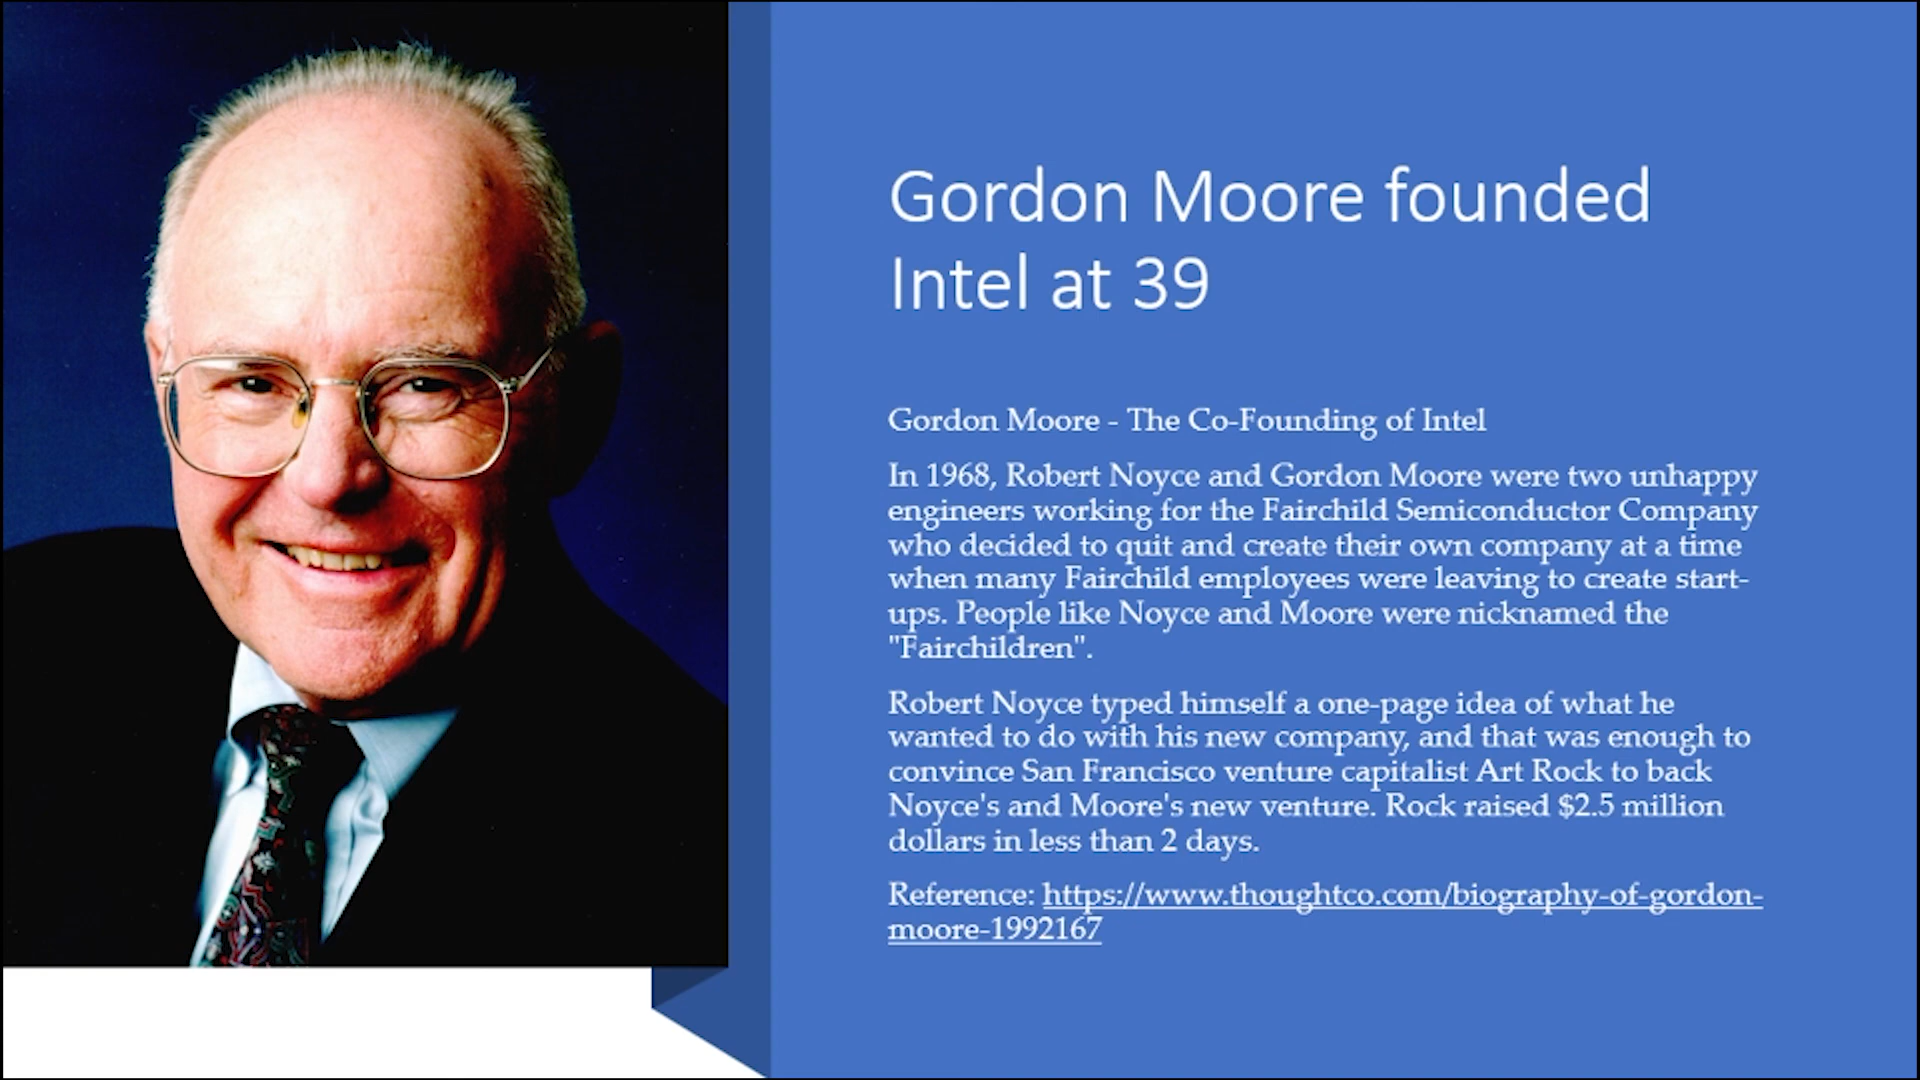 Gordon Moore founded
Intel at 39
Gordon Moore - The Co-Founding of Intel
In 1968, Robert Noyce and Gordon Moore were two unhappy
engineers working for the Fairchild Semiconductor Company
who decided to quit and create their own company at a time
when many Fairchild employees were leaving to create start-
ups. People like Noyce and Moore were nicknamed the
"Fairchildren".
Robert Noyce typed himself a one-page idea of what he
wanted to do with his new company, and that was enough to
convince San Francisco venture capitalist Art Rock to back
Noyce's and Moore's new venture. Rock raised $2.5 million
dollars in less than 2 days.
Reference: https://www.thoughtco.com/biography-of-gordon-
moore-1992167